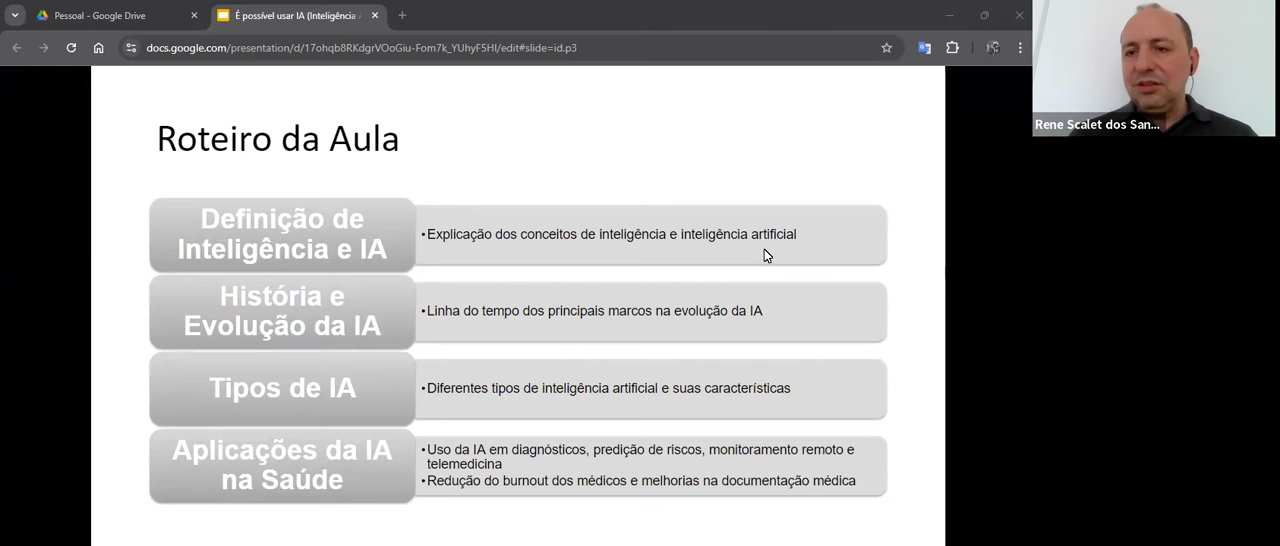 Pessoal - Google Drive
É possível usar IA (Inteligência A
docs.google.com/presentation/d/17ohqb8RKdgrVOoGiu-Fom7k_YUhyF5HI/edit#slide=id.p3
Rene Scalet dos San...
Roteiro da Aula
Definição de
Inteligência e IA
•Explicação dos conceitos de inteligência e inteligência artificial
História e
Evolução da IA
•Linha do tempo dos principais marcos na evolução da IA
Tipos de IA
•Diferentes tipos de inteligência artificial e suas características
Aplicações da IA
na Saúde
•Uso da IA em diagnósticos, predição de riscos, monitoramento remoto e
telemedicina
•Redução do burnout dos médicos e melhorias na documentação médica